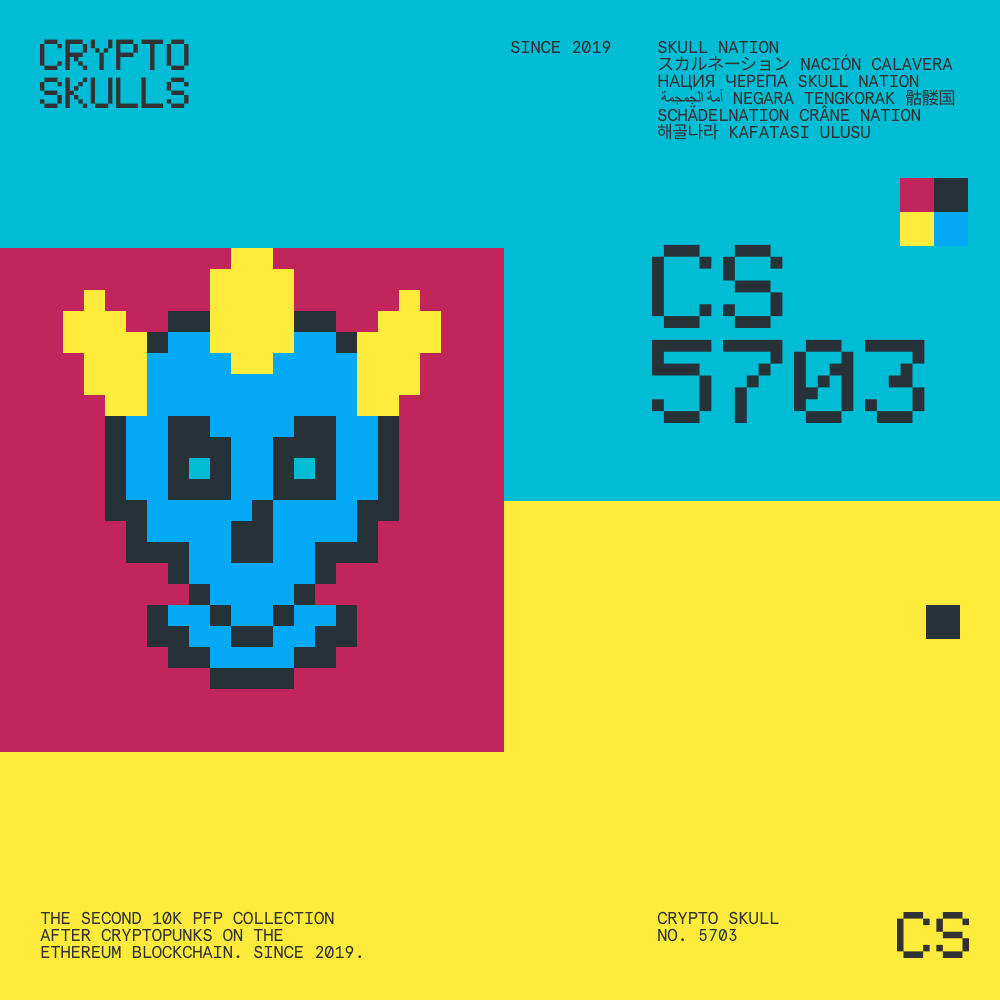 CRYPTO
SKULLS
SINCE 2019
SKULL NATION
スカルネーション NACIÓN CALAVERA
НАЦИЯ ЧЕРЕПА SKULL NATION
أمة الجمجمة NEGARA TENGKORAK 骷髅国
SCHÄDELNATION CRÂNE NATION
해골나라 KAFATASI ULUSU
CS
5703
THE SECOND 10K PFP COLLECTION
AFTER CRYPTOPUNKS ON THE
ETHEREUM BLOCKCHAIN. SINCE 2019.
CRYPTO SKULL
NO. 5703
CS